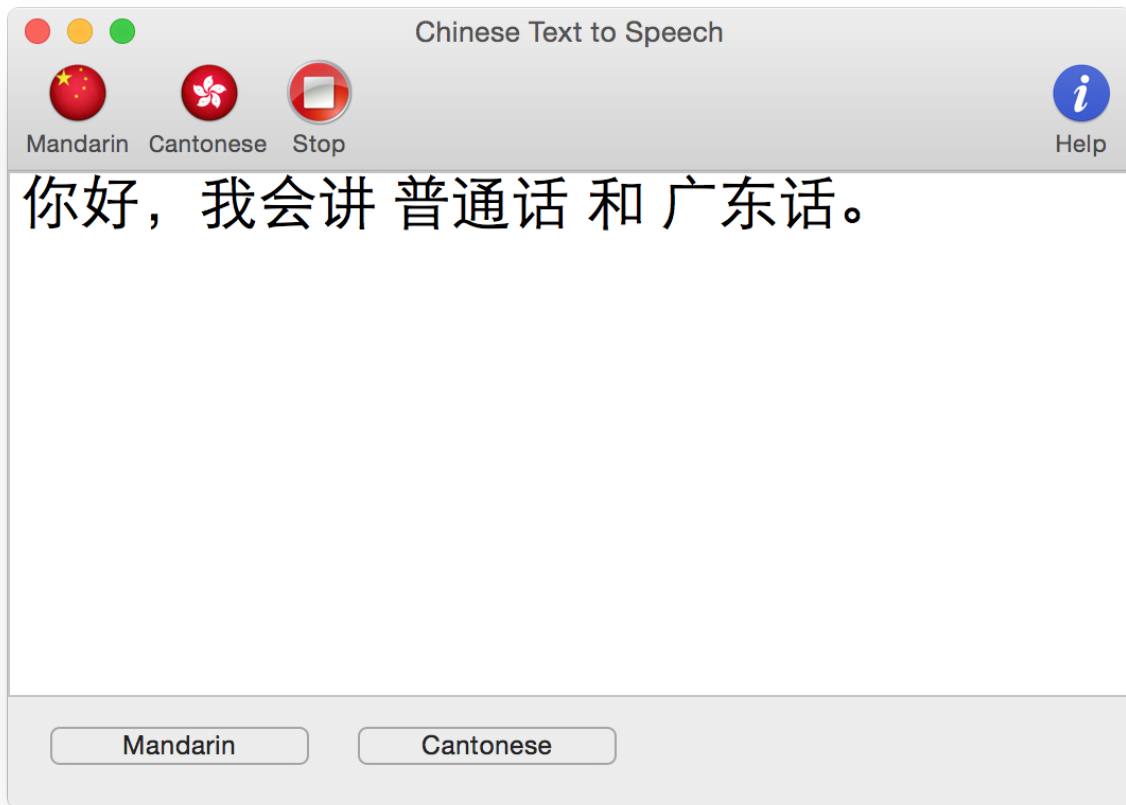 Chinese Text to Speech
Mandarin Cantonese Stop Help
你好，我会讲 普通话 和 广东话。
Mandarin Cantonese